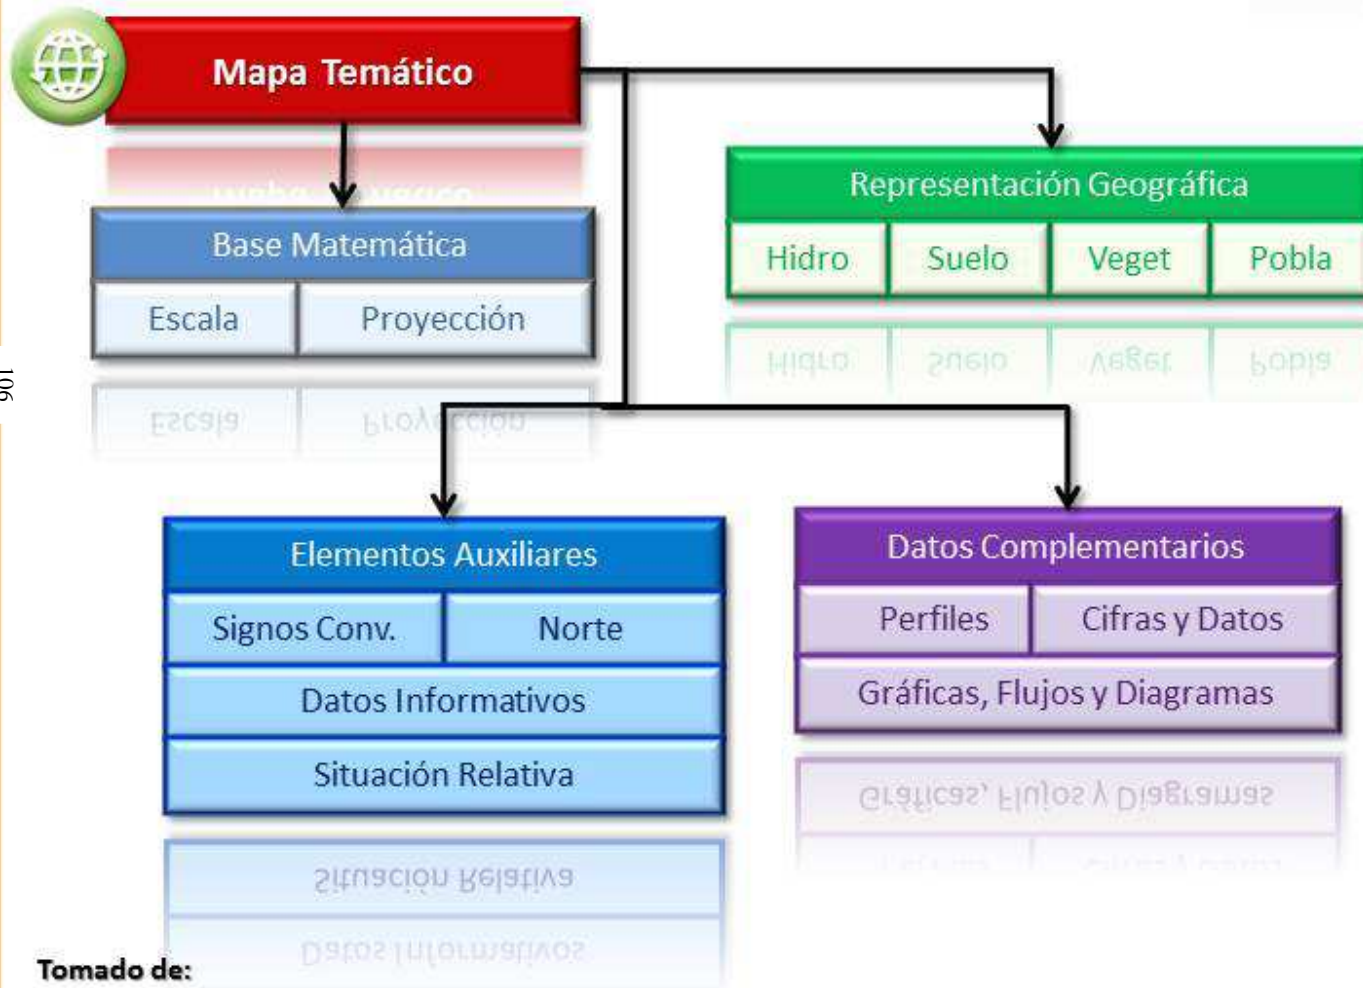 Mapa Temático
Base Matemática
Escala Proyección
Representación Geográfica
Hidro Suelo Veget Pobla
106
Elementos Auxiliares
Signos Conv. Norte
Datos Informativos
Situación Relativa
Datos Complementarios
Perfiles Cifras y Datos
Gráficas, Flujos y Diagramas
Tomado de: